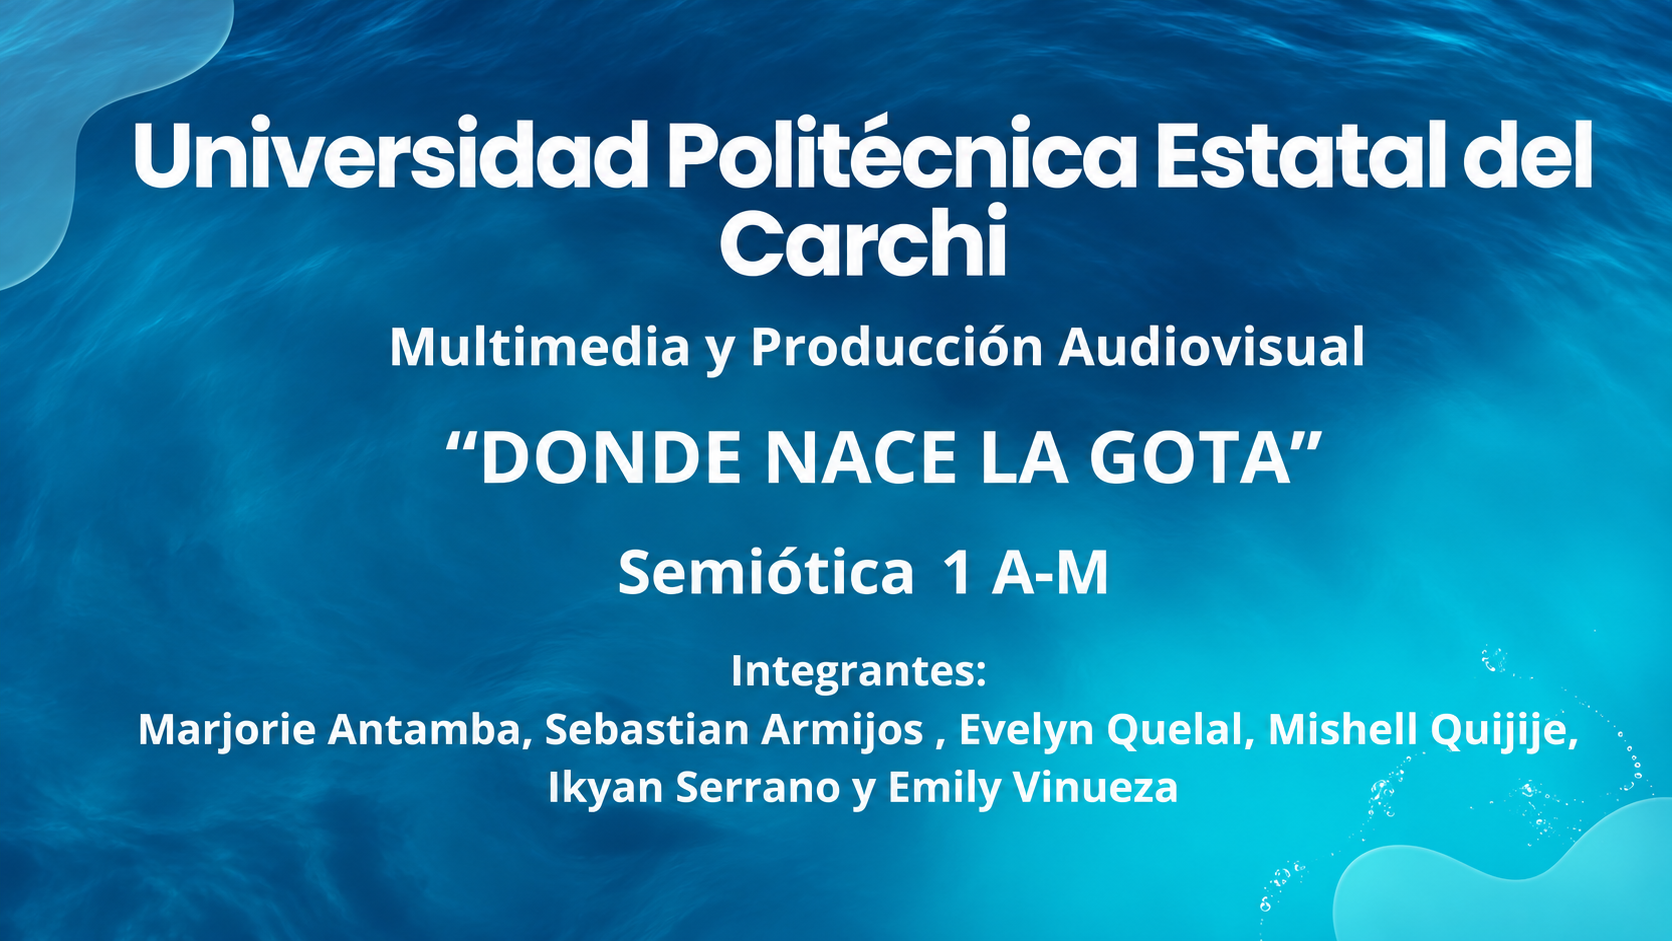 Universidad Politécnica Estatal del
Carchi
Multimedia y Producción Audiovisual
“DONDE NACE LA GOTA”
Semiótica 1 A-M
Integrantes:
Marjorie Antamba, Sebastian Armijos , Evelyn Quelal, Mishell Quijije,
Ikyan Serrano y Emily Vinueza